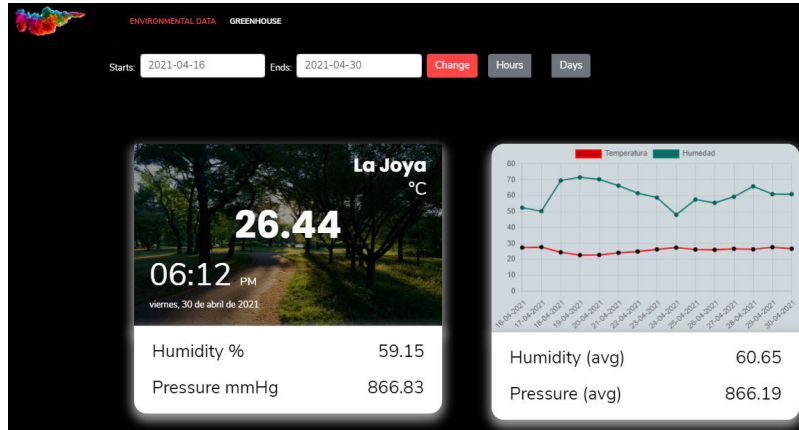 ENVIRONMENTAL DATA GREENHOUSE
Starts: 2021-04-16 Ends: 2021-04-30 Change Hours Days
La Joya
°C
26.44
06:12 PM
viernes, 30 de abril de 2021
Humidity % 59.15
Pressure mmHg 866.83
Temperatura Humedad
80
70
60
50
40
30
20
10
0
16-04-2021 17-04-2021 18-04-2021 19-04-2021 20-04-2021 21-04-2021 22-04-2021 23-04-2021 24-04-2021 25-04-2021 26-04-2021 27-04-2021 28-04-2021 29-04-2021 30-04-2021
Humidity (avg) 60.65
Pressure (avg) 866.19